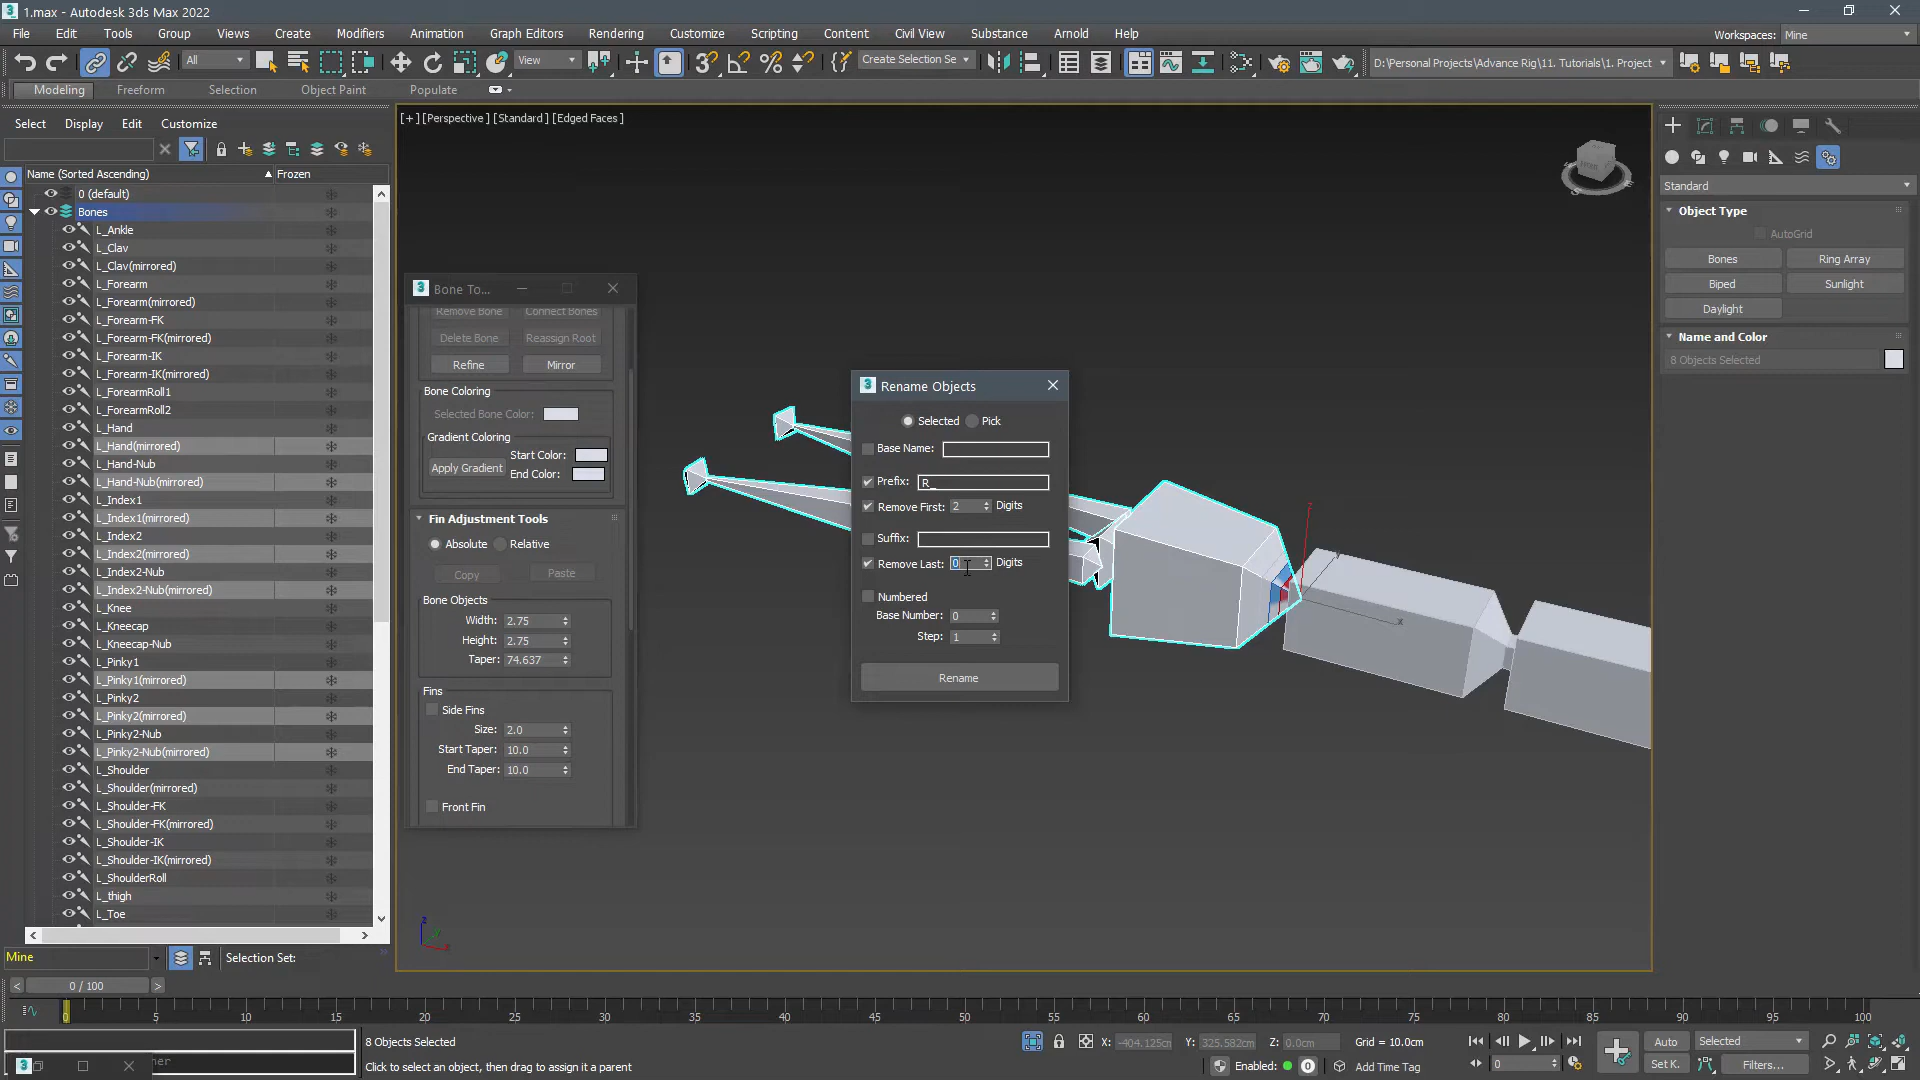 1.max - Autodesk 3ds Max 2022
File Edit Tools Group Views Create Modifiers Animation Graph Editors Rendering Customize Scripting Content Civil View Substance Arnold Help
Workspaces: Mine
All
View
Create Selection Se
D:\Personal Projects\Advance Rig\11. Tutorials\1. Project
Modeling Freeform Selection Object Paint Populate
Select Display Edit Customize
[+] [Perspective] [Standard] [Edged Faces]
Name (Sorted Ascending) Frozen
0 (default)
Bones
L_Ankle
L_Clav
L_Clav(mirrored)
L_Forearm
L_Forearm(mirrored)
L_Forearm-FK
L_Forearm-FK(mirrored)
L_Forearm-IK
L_Forearm-IK(mirrored)
L_ForearmRoll1
L_ForearmRoll2
L_Hand
L_Hand(mirrored)
L_Hand-Nub
L_Hand-Nub(mirrored)
L_Index1
L_Index1(mirrored)
L_Index2
L_Index2(mirrored)
L_Index2-Nub
L_Index2-Nub(mirrored)
L_Knee
L_Kneecap
L_Kneecap-Nub
L_Pinky1
L_Pinky1(mirrored)
L_Pinky2
L_Pinky2(mirrored)
L_Pinky2-Nub
L_Pinky2-Nub(mirrored)
L_Shoulder
L_Shoulder(mirrored)
L_Shoulder-FK
L_Shoulder-FK(mirrored)
L_Shoulder-IK
L_Shoulder-IK(mirrored)
L_ShoulderRoll
L_thigh
L_Toe
Mine
Selection Set:
Bone To...
Remove Bone Connect Bones
Delete Bone Reassign Root
Refine Mirror
Bone Coloring
Selected Bone Color:
Gradient Coloring
Apply Gradient
Start Color:
End Color:
Fin Adjustment Tools
Absolute Relative
Copy Paste
Bone Objects
Width: 2.75
Height: 2.75
Taper: 74.637
Fins
Side Fins
Size: 2.0
Start Taper: 10.0
End Taper: 10.0
Front Fin
Rename Objects
Selected Pick
Base Name:
Prefix: R_
Remove First: 2 Digits
Suffix:
Remove Last: 0 Digits
Numbered
Base Number: 0
Step: 1
Rename
Standard
Object Type
AutoGrid
Bones Ring Array
Biped Sunlight
Daylight
Name and Color
8 Objects Selected
0 / 100
0 5 10 15 20 25 30 35 40 45 50 55 60 65 70 75 80 85 90 95 100
8 Objects Selected
Click to select an object, then drag to assign it a parent
X: -404.125cm Y: 325.582cm Z: 0.0cm Grid = 10.0cm
Enabled: 0 Add Time Tag
0
Auto Selected
Set K. Filters...